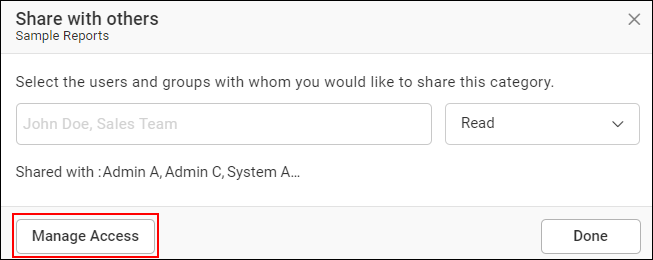 Share with others
Sample Reports
Select the users and groups with whom you would like to share this category.
John Doe, Sales Team
Read
Shared with :Admin A, Admin C, System A...
Manage Access
Done